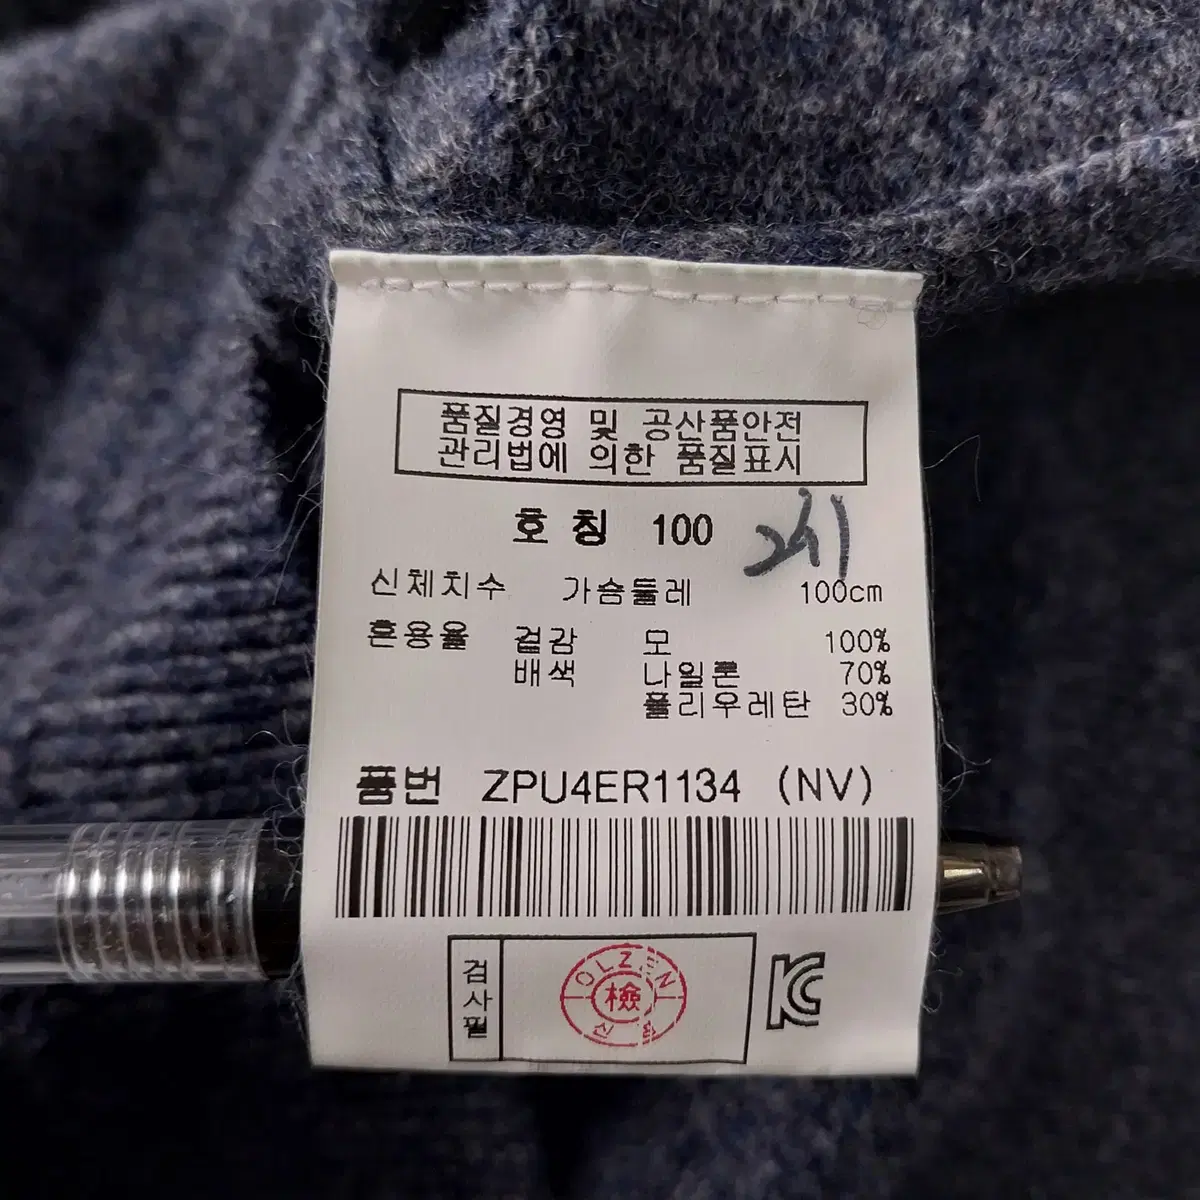 품질경영 및 공산품안전
관리법에 의한 품질표시
호 칭 100
신체치수 가슴둘레 100cm
혼용율 겉감 모 100%
배색 나일론 70%
폴리우레탄 30%
품번 ZPU4ER1134 (NV)
검사필
OLZEN
檢
KC